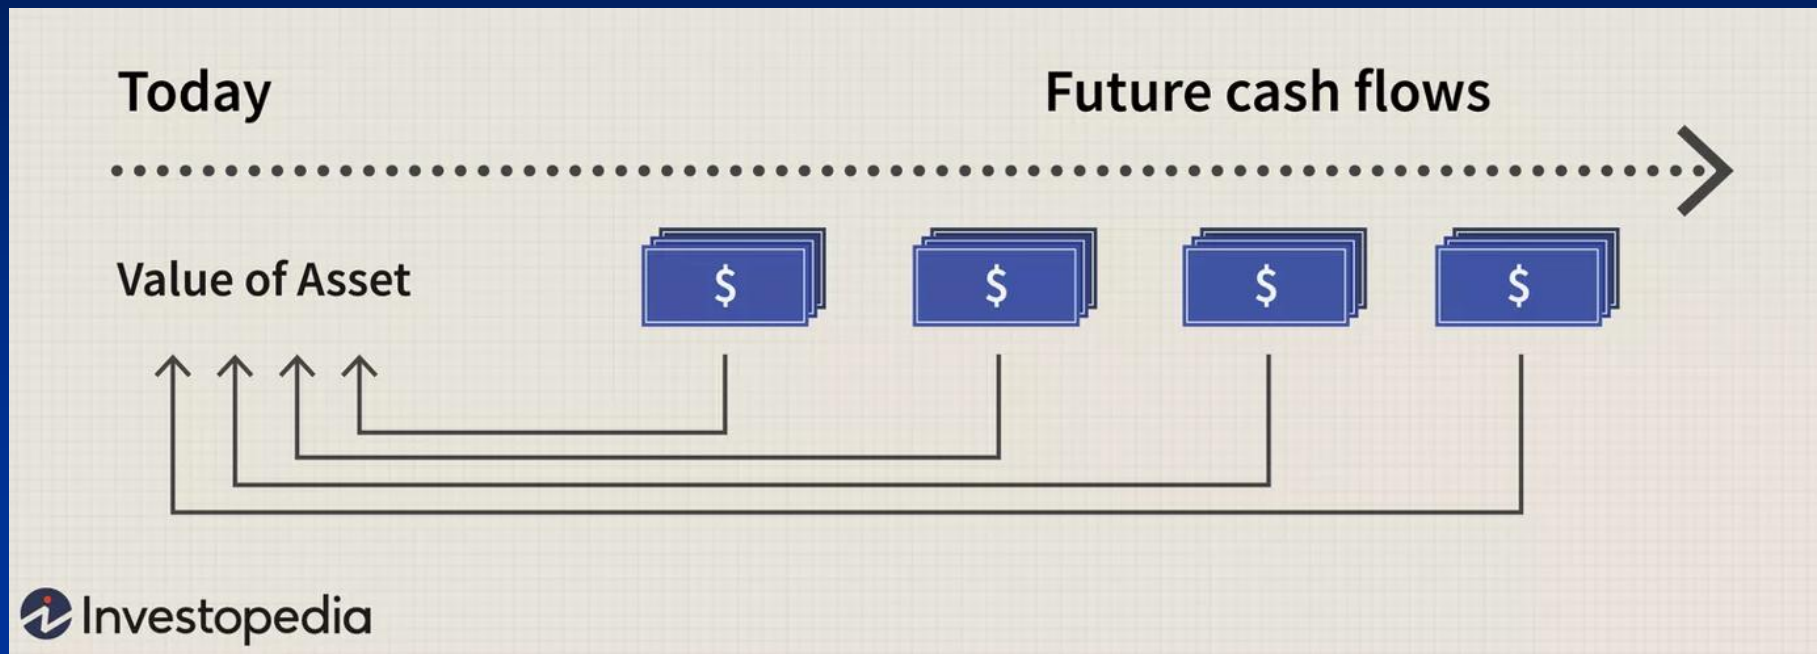 Today
Future cash flows
Value of Asset
$ $ $ $
Investopedia